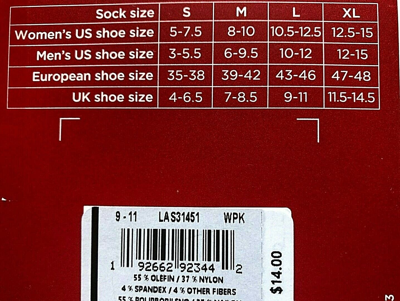 Sock size S M L XL
Women's US shoe size 5-7.5 8-10 10.5-12.5 12.5-15
Men's US shoe size 3-5.5 6-9.5 10-12 12-15
European shoe size 35-38 39-42 43-46 47-48
UK shoe size 4-6.5 7-8.5 9-11 11.5-14.5
9-11 LAS31451 WPK
1 92662 92344 2
$14.00
55 % OLEFIN / 37 % NYLON
4 % SPANDEX / 4 % OTHER FIBERS
3